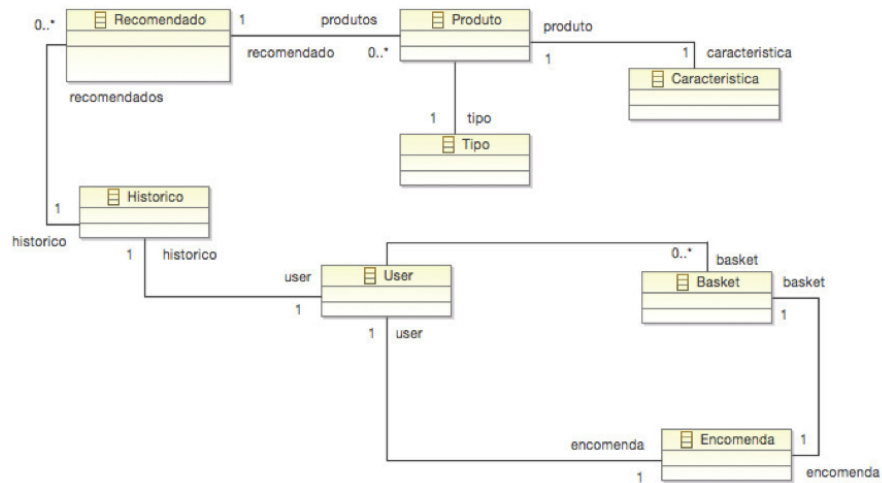 0..* Recomendado 1 produtos Produto produto
recomendado 0..* 1 1 caracteristica
Caracteristica
recomendados
1 tipo
Tipo
Historico
1
historico 1 historico
0..* basket
user User Basket basket
1 1 user 1
Encomenda 1
encomenda
1 encomenda